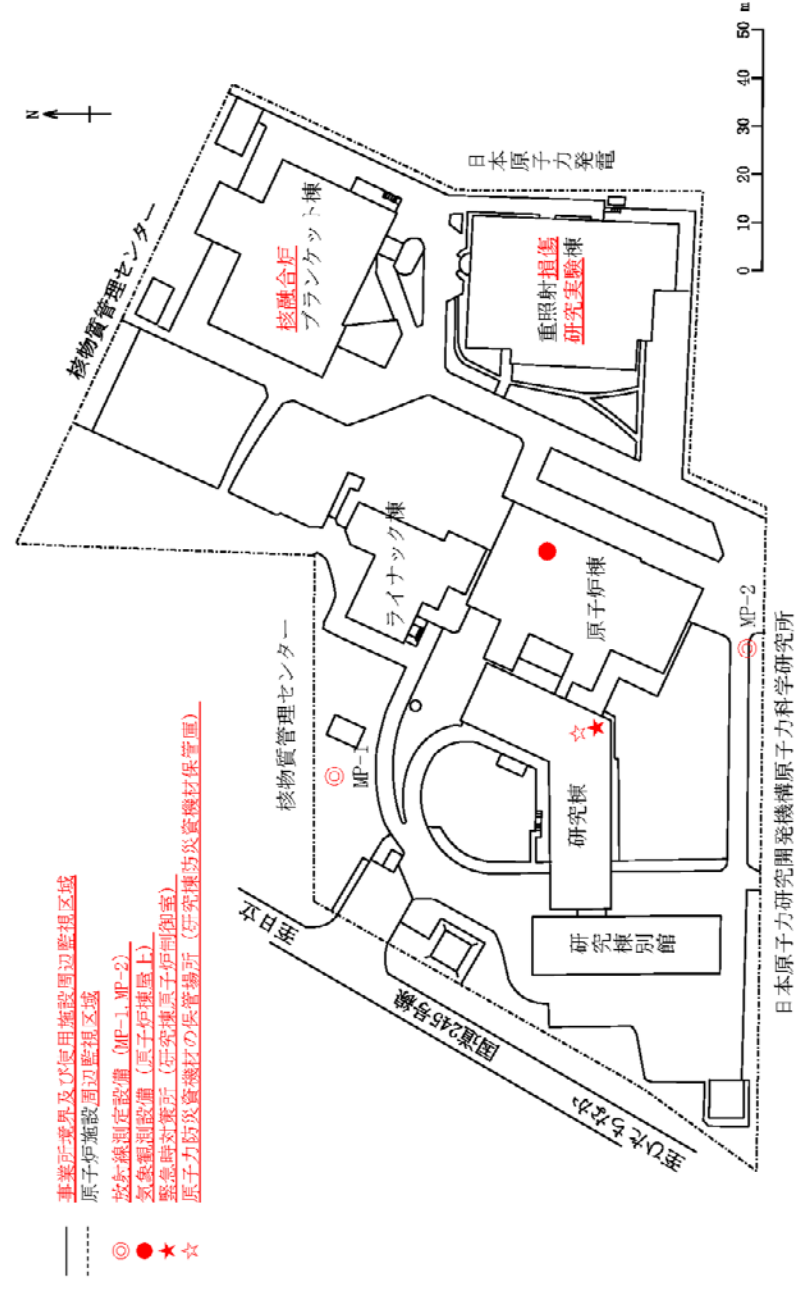 事業所境界及び使用施設周辺監視区域
原子炉施設周辺監視区域
放射線測定設備（MP-1, MP-2）
気象観測設備（原子炉棟屋上）
緊急時対策所（研究棟原子炉制御室）
原子力防災資機材の保管場所（研究棟防災資機材保管庫）
N
核物質管理センター
核融合炉
ブランケット棟
日本原子力発電
重照射損傷
研究実験棟
0 10 20 30 40 50 m
核物質管理センター
ライナック棟
原子炉棟
MP-1
MP-2
研究棟
研究棟別館
至日立
国道245号線
至ひたちなか
日本原子力研究開発機構原子力科学研究所